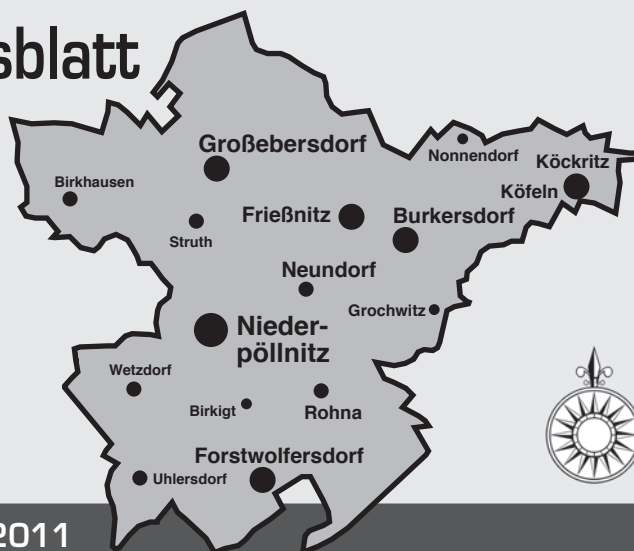 sblatt
Großebersdorf
Nonnendorf
Köckritz
Birkhausen
Köfeln
Frießnitz
Burkersdorf
Struth
Neundorf
Grochwitz
Nieder-
pöllnitz
Wetzdorf
Birkigt
Rohna
Forstwolfersdorf
Uhlersdorf
2011